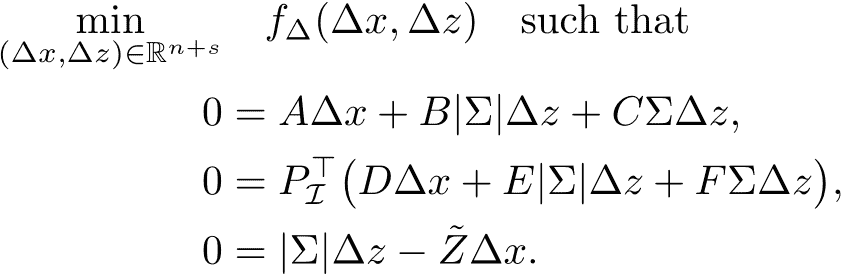 min f_Δ(Δx, Δz) such that
(Δx,Δz)∈ℝ^{n+s}
0 = AΔx + B|Σ|Δz + CΣΔz,
0 = P_ℐ^⊤(DΔx + E|Σ|Δz + FΣΔz),
0 = |Σ|Δz − Z̃Δx.